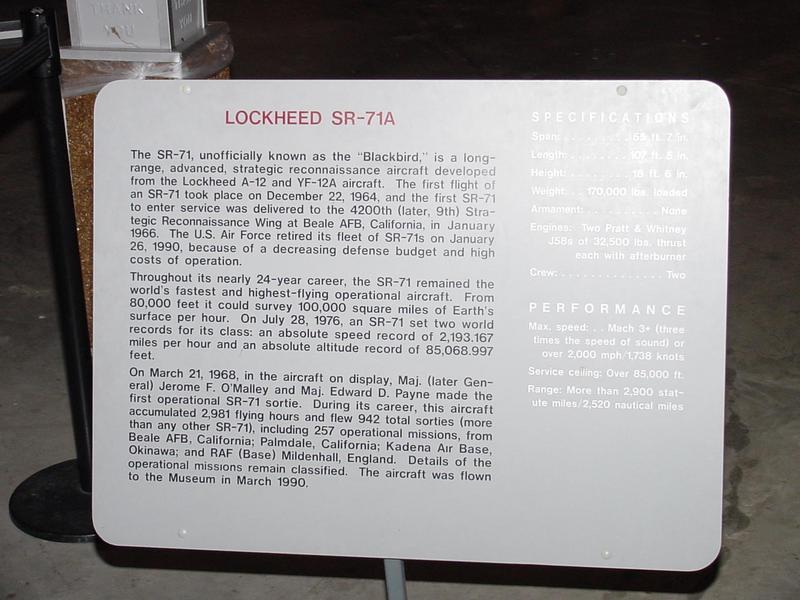 THANK
YOU
YOU
LOCKHEED SR-71A
The SR-71, unofficially known as the "Blackbird," is a long-
range, advanced, strategic reconnaissance aircraft developed
from the Lockheed A-12 and YF-12A aircraft. The first flight of
an SR-71 took place on December 22, 1964, and the first SR-71
to enter service was delivered to the 4200th (later, 9th) Stra-
tegic Reconnaissance Wing at Beale AFB, California, in January
1966. The U.S. Air Force retired its fleet of SR-71s on January
26, 1990, because of a decreasing defense budget and high
costs of operation.
Throughout its nearly 24-year career, the SR-71 remained the
world's fastest and highest-flying operational aircraft. From
80,000 feet it could survey 100,000 square miles of Earth's
surface per hour. On July 28, 1976, an SR-71 set two world
records for its class: an absolute speed record of 2,193.167
miles per hour and an absolute altitude record of 85,068.997
feet.
On March 21, 1968, in the aircraft on display, Maj. (later Gen-
eral) Jerome F. O'Malley and Maj. Edward D. Payne made the
first operational SR-71 sortie. During its career, this aircraft
accumulated 2,981 flying hours and flew 942 total sorties (more
than any other SR-71), including 257 operational missions, from
Beale AFB, California; Palmdale, California; Kadena Air Base,
Okinawa; and RAF (Base) Mildenhall, England. Details of the
operational missions remain classified. The aircraft was flown
to the Museum in March 1990.
SPECIFICATIONS
Span: . . . . . . . . 55 ft. 7 in.
Length: . . . . . . . 107 ft. 5 in.
Height: . . . . . . . 18 ft. 6 in.
Weight: . . . 170,000 lbs. loaded
Armament: . . . . . . . . . . None
Engines: Two Pratt & Whitney
J58s of 32,500 lbs. thrust
each with afterburner
Crew: . . . . . . . . . . . . . . Two
PERFORMANCE
Max. speed: . . Mach 3+ (three
times the speed of sound) or
over 2,000 mph/1,738 knots
Service ceiling: Over 85,000 ft.
Range: More than 2,900 stat-
ute miles/2,520 nautical miles